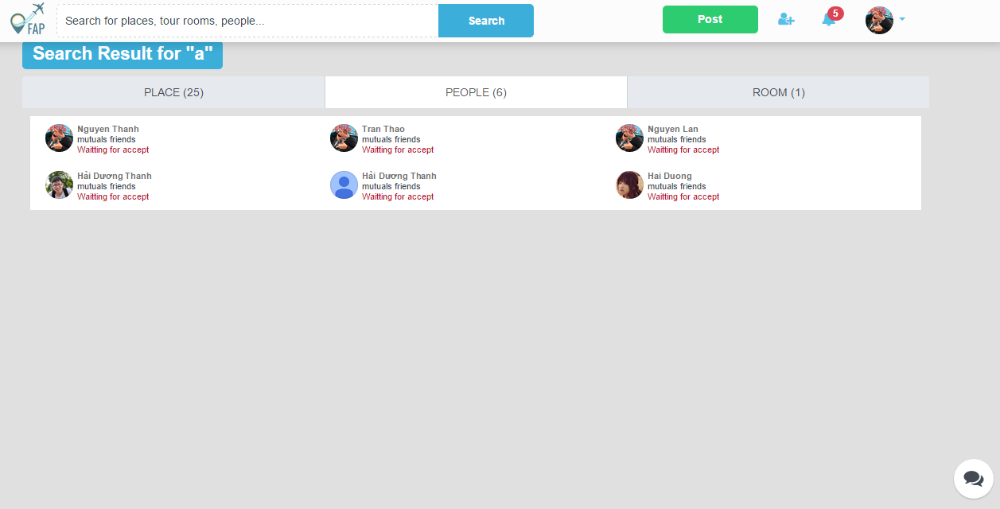 FAP
Search for places, tour rooms, people...
Search
Post
5
Search Result for "a"
PLACE (25)
PEOPLE (6)
ROOM (1)
Nguyen Thanh
mutuals friends
Waitting for accept
Tran Thao
mutuals friends
Waitting for accept
Nguyen Lan
mutuals friends
Waitting for accept
Hải Dương Thanh
mutuals friends
Waitting for accept
Hải Dương Thanh
mutuals friends
Waitting for accept
Hai Duong
mutuals friends
Waitting for accept